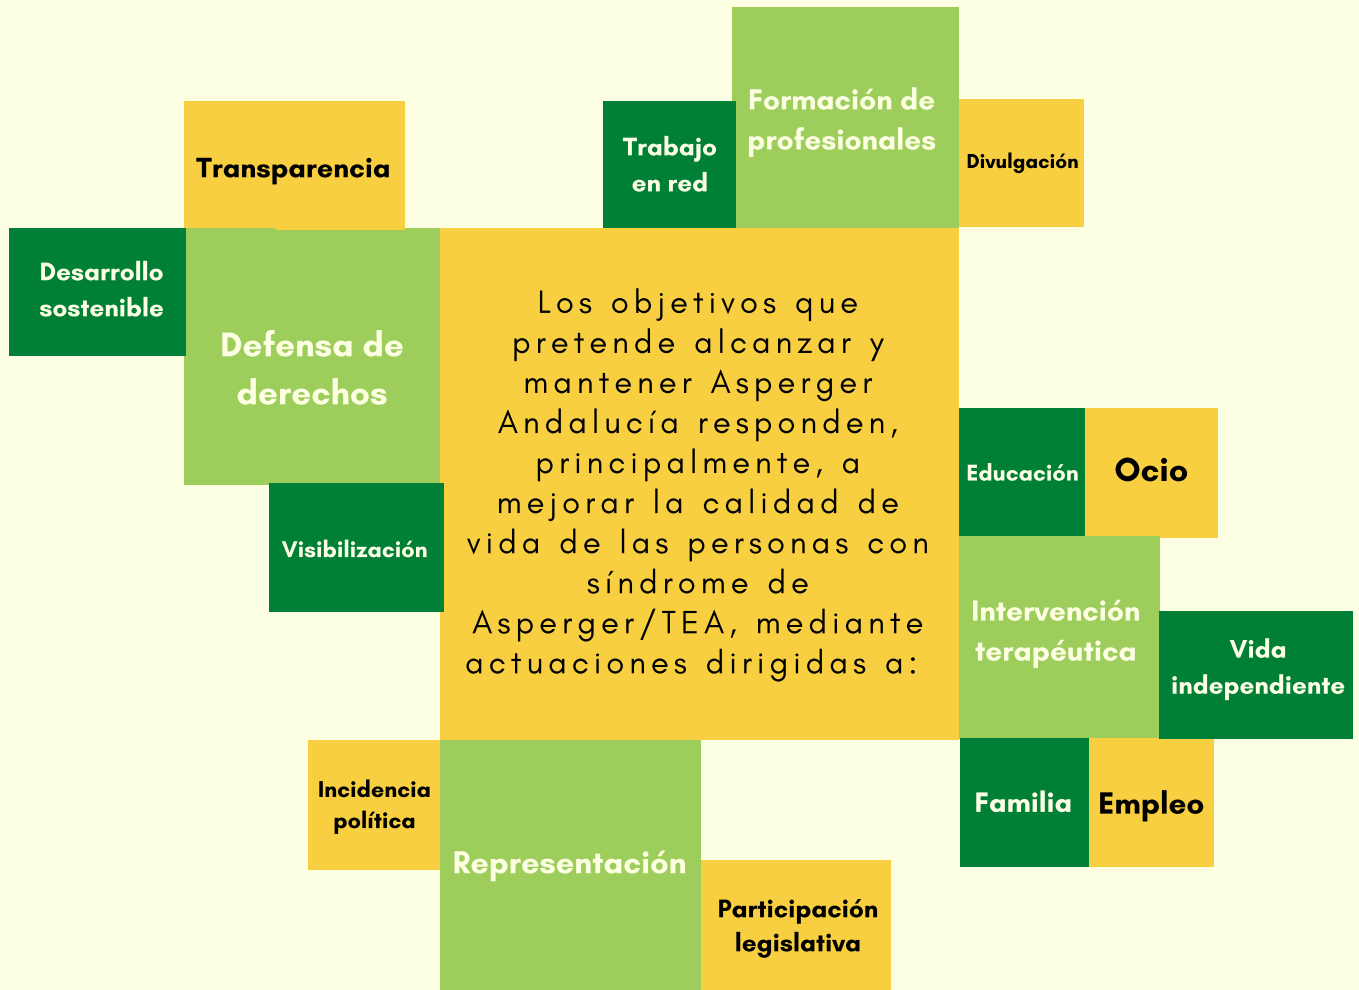 Formación de
profesionales
Trabajo
en red
Divulgación
Transparencia
Desarrollo
sostenible
Defensa de
derechos
Visibilización
Los objetivos que
pretende alcanzar y
mantener Asperger
Andalucía responden,
principalmente, a
mejorar la calidad de
vida de las personas con
síndrome de
Asperger/TEA, mediante
actuaciones dirigidas a:
Educación
Ocio
Intervención
terapéutica
Vida
independiente
Familia
Empleo
Incidencia
política
Representación
Participación
legislativa